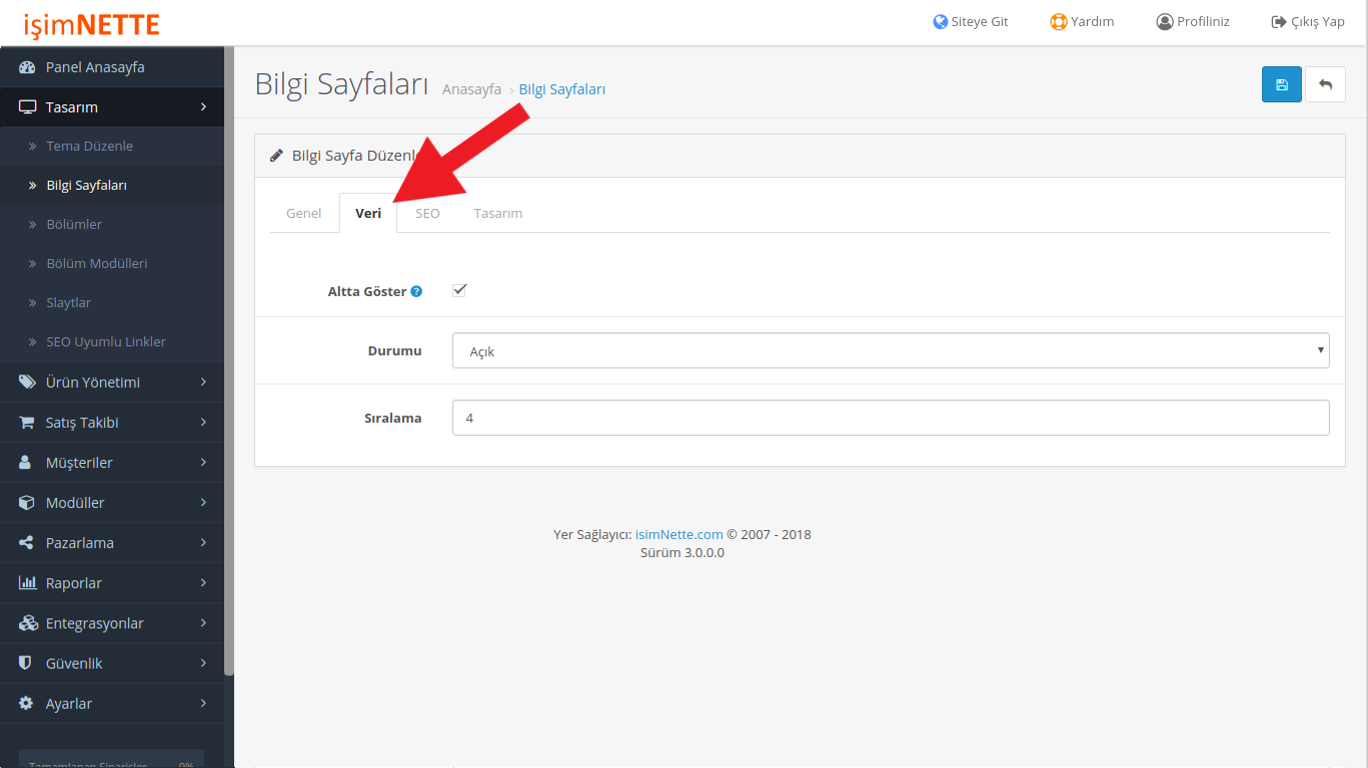 işimNETTE
Siteye Git
Yardım
Profiliniz
Çıkış Yap
Panel Anasayfa
Tasarım
Tema Düzenle
Bilgi Sayfaları
Bölümler
Bölüm Modülleri
Slaytlar
SEO Uyumlu Linkler
Ürün Yönetimi
Satış Takibi
Müşteriler
Modüller
Pazarlama
Raporlar
Entegrasyonlar
Güvenlik
Ayarlar
Tamamlanan Siparişler 0%
Bilgi Sayfaları
Anasayfa › Bilgi Sayfaları
Bilgi Sayfa Düzenle
Genel
Veri
SEO
Tasarım
Altta Göster ?
Durumu
Açık
Sıralama
4
Yer Sağlayıcı: isimNette.com © 2007 - 2018
Sürüm 3.0.0.0